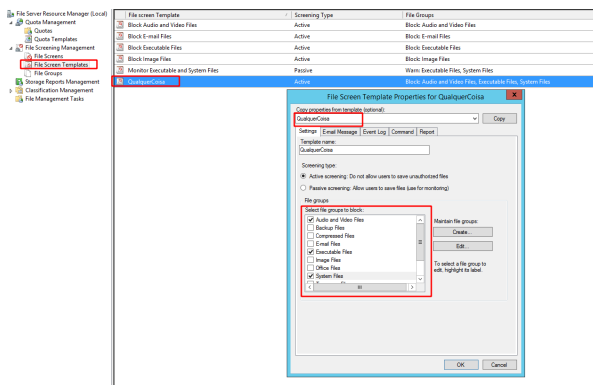 File Server Resource Manager (Local)
Quota Management
Quotas
Quota Templates
File Screening Management
File Screens
File Screen Templates
File Groups
Storage Reports Management
Classification Management
File Management Tasks
File screen Template Screening Type File Groups
Block Audio and Video Files Active Block: Audio and Video Files
Block E-mail Files Active Block: E-mail Files
Block Executable Files Active Block: Executable Files
Block Image Files Active Block: Image Files
Monitor Executable and System Files Passive Warn: Executable Files, System Files
QualquerCoisa Active Block: Audio and Video Files, Executable Files, System Files
File Screen Template Properties for QualquerCoisa x
Copy properties from template (optional):
QualquerCoisa Copy
Settings E-mail Message Event Log Command Report
Template name:
QualquerCoisa
Screening type:
Active screening: Do not allow users to save unauthorized files
Passive screening: Allow users to save files (use for monitoring)
File groups
Select file groups to block:
Audio and Video Files
Backup Files
Compressed Files
E-mail Files
Executable Files
Image Files
Office Files
System Files
Maintain file groups:
Create...
Edit...
To select a file group to
edit, highlight its label.
OK Cancel